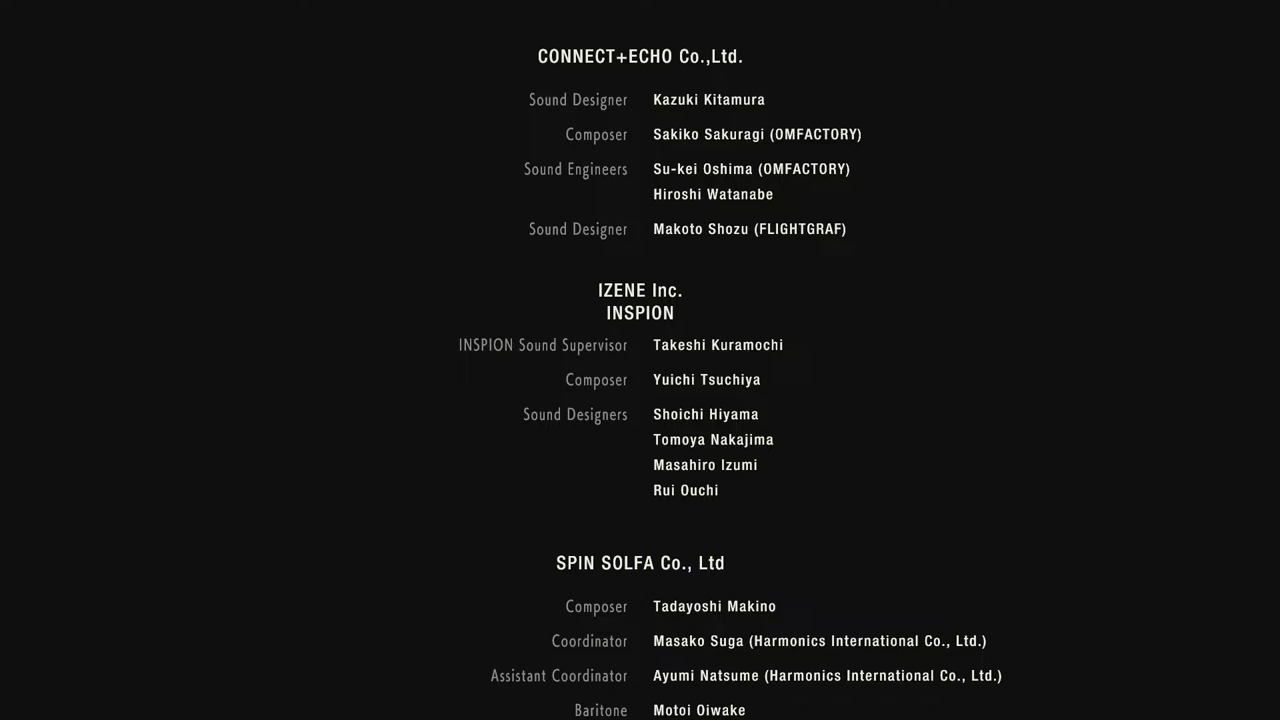 CONNECT+ECHO Co.,Ltd.
Sound Designer Kazuki Kitamura
Composer Sakiko Sakuragi (OMFACTORY)
Sound Engineers Su-kei Oshima (OMFACTORY)
Hiroshi Watanabe
Sound Designer Makoto Shozu (FLIGHTGRAF)
IZENE Inc.
INSPION
INSPION Sound Supervisor Takeshi Kuramochi
Composer Yuichi Tsuchiya
Sound Designers Shoichi Hiyama
Tomoya Nakajima
Masahiro Izumi
Rui Ouchi
SPIN SOLFA Co., Ltd
Composer Tadayoshi Makino
Coordinator Masako Suga (Harmonics International Co., Ltd.)
Assistant Coordinator Ayumi Natsume (Harmonics International Co., Ltd.)
Baritone Motoi Oiwake